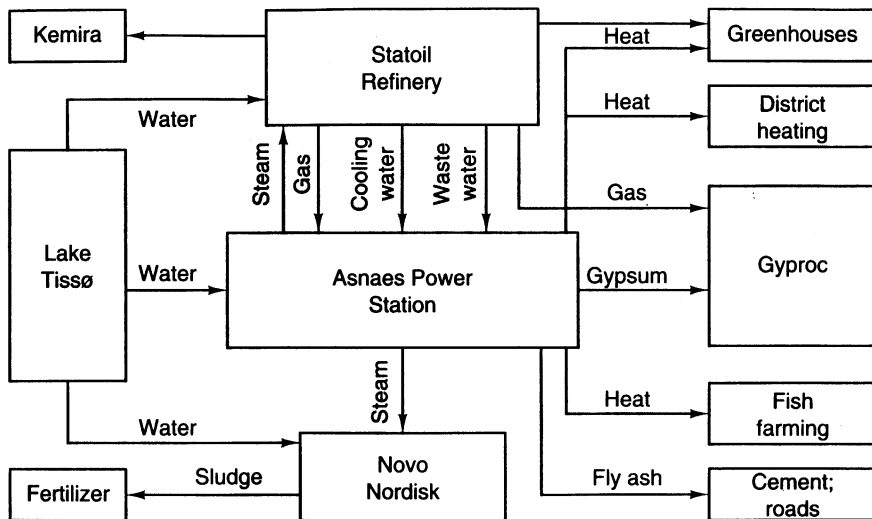 Kemira
Statoil
Refinery
Heat
Greenhouses
Water
Heat
District
heating
Steam
Gas
Cooling
water
Waste
water
Gas
Lake
Tissø
Water
Asnaes Power
Station
Gypsum
Gyproc
Steam
Heat
Fish
farming
Water
Fertilizer
Sludge
Novo
Nordisk
Fly ash
Cement;
roads